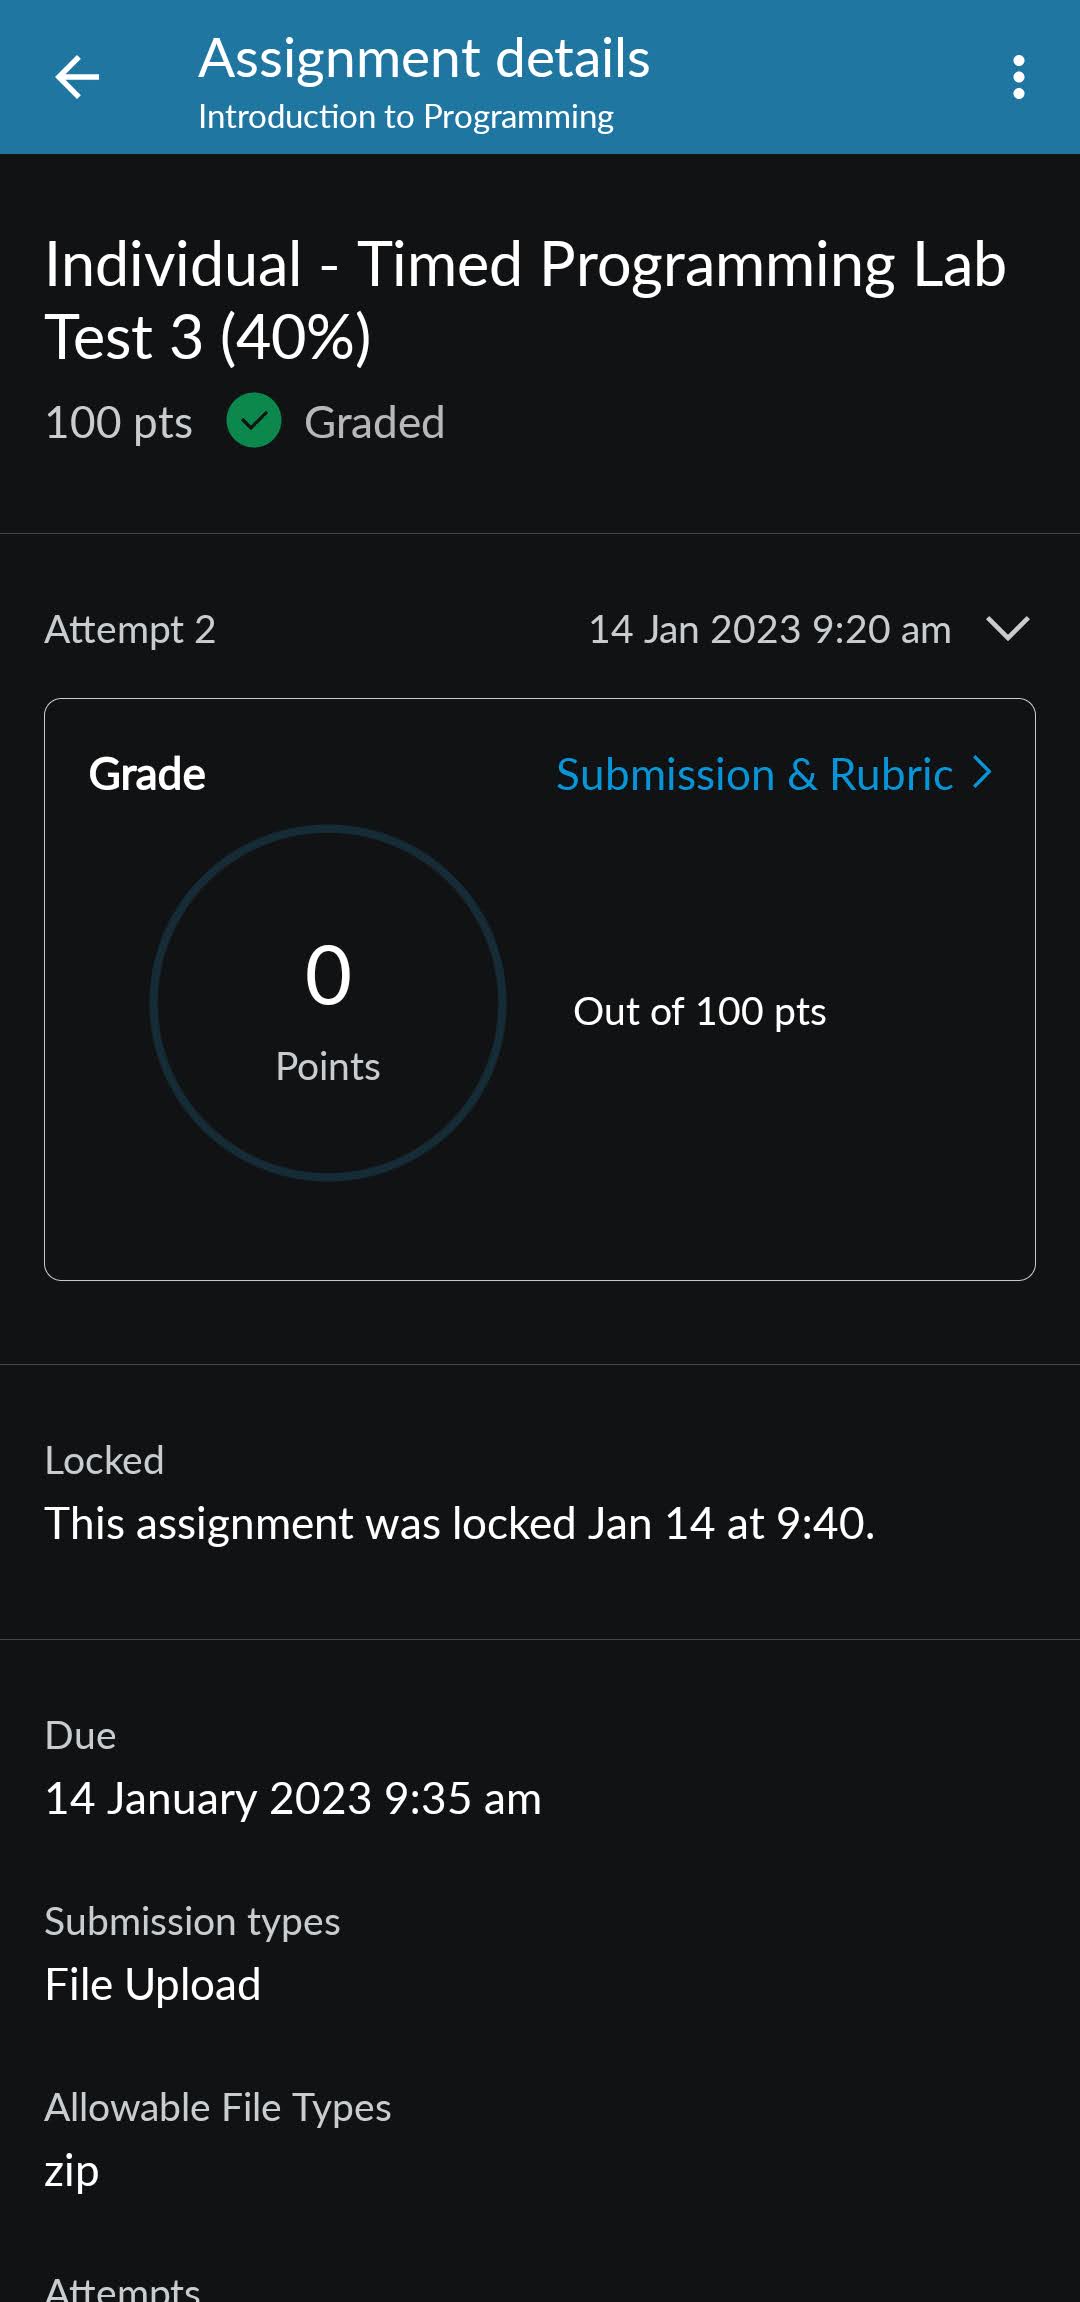 Assignment details
Introduction to Programming
Individual - Timed Programming Lab
Test 3 (40%)
100 pts Graded
Attempt 2 14 Jan 2023 9:20 am
Grade Submission & Rubric
0
Points
Out of 100 pts
Locked
This assignment was locked Jan 14 at 9:40.
Due
14 January 2023 9:35 am
Submission types
File Upload
Allowable File Types
zip
Attempts